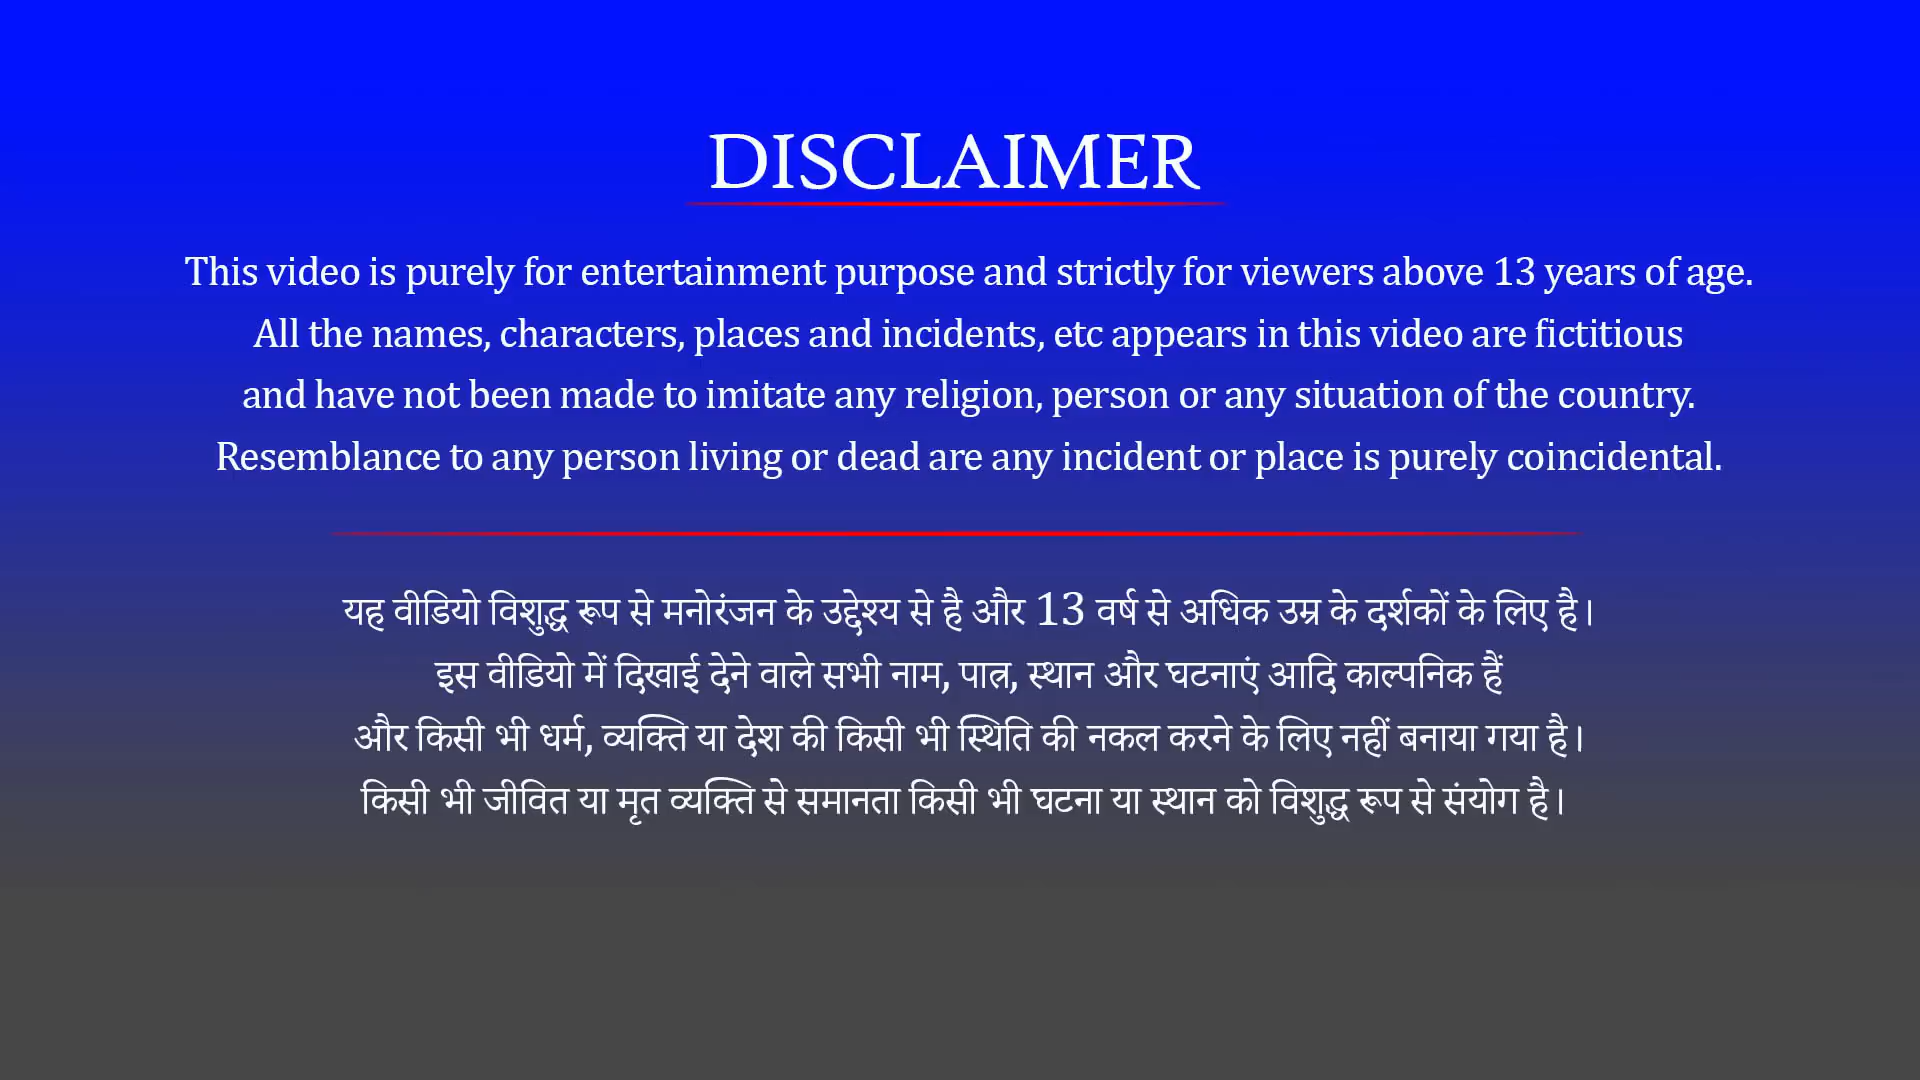 DISCLAIMER
This video is purely for entertainment purpose and strictly for viewers above 13 years of age.
All the names, characters, places and incidents, etc appears in this video are fictitious
and have not been made to imitate any religion, person or any situation of the country.
Resemblance to any person living or dead are any incident or place is purely coincidental.
यह वीडियो विशुद्ध रूप से मनोरंजन के उद्देश्य से है और 13 वर्ष से अधिक उम्र के दर्शकों के लिए है।
इस वीडियो में दिखाई देने वाले सभी नाम, पात्र, स्थान और घटनाएं आदि काल्पनिक हैं
और किसी भी धर्म, व्यक्ति या देश की किसी भी स्थिति की नकल करने के लिए नहीं बनाया गया है।
किसी भी जीवित या मृत व्यक्ति से समानता किसी भी घटना या स्थान को विशुद्ध रूप से संयोग है।